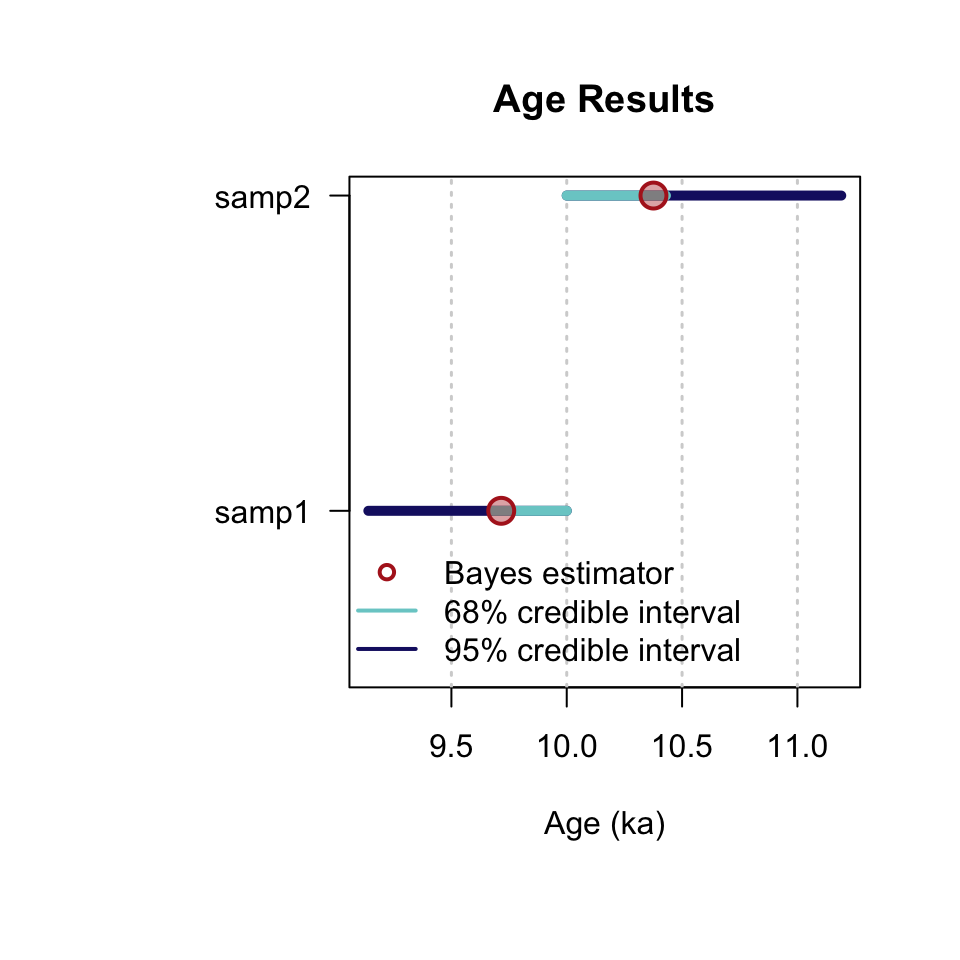 Age Results
samp2
samp1
Bayes estimator
68% credible interval
95% credible interval
9.5 10.0 10.5 11.0
Age (ka)